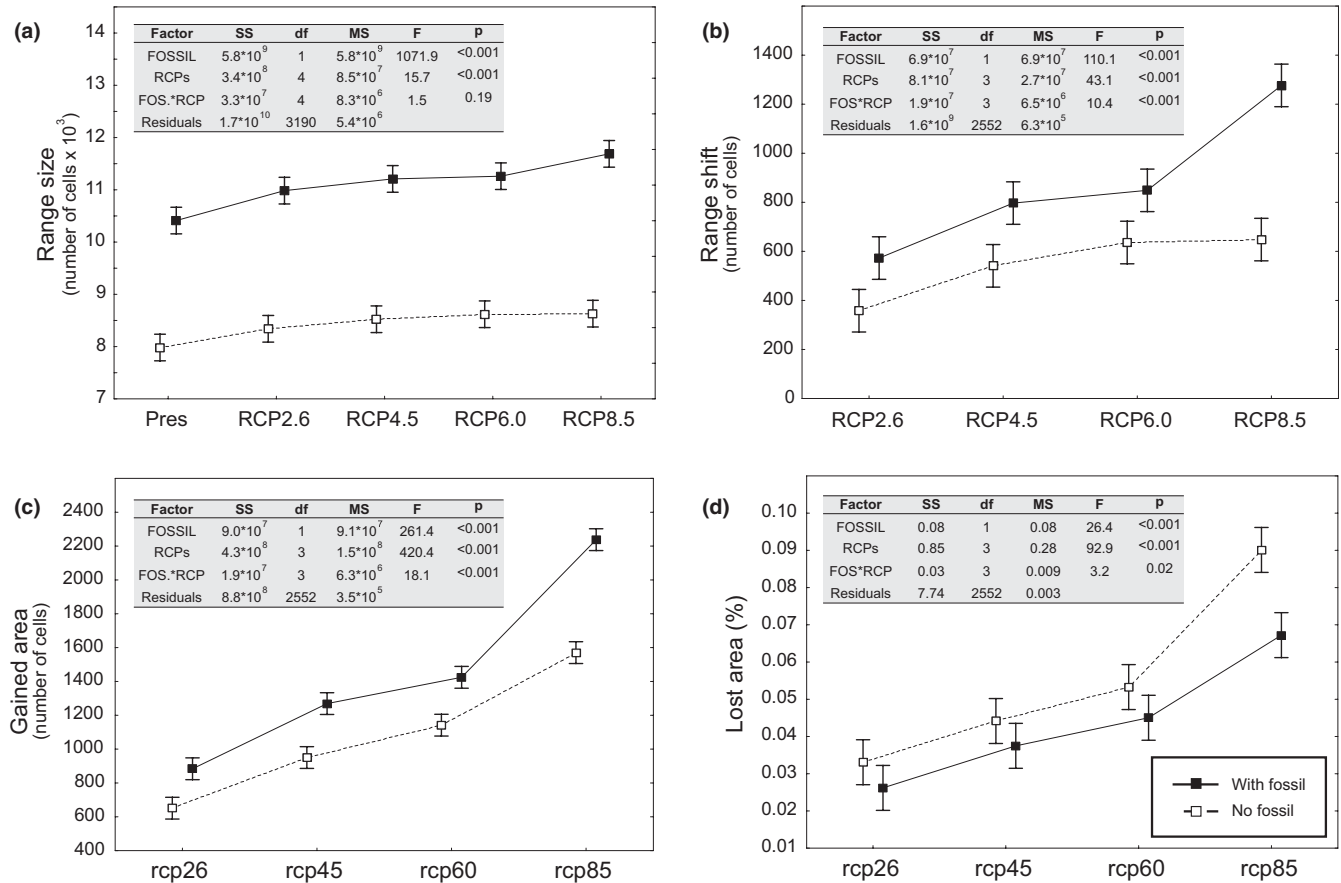 (a)
Factor SS df MS F p
FOSSIL 5.8*10^9 1 5.8*10^9 1071.9 <0.001
RCPs 3.4*10^8 4 8.5*10^7 15.7 <0.001
FOS.*RCP 3.3*10^7 4 8.3*10^6 1.5 0.19
Residuals 1.7*10^10 3190 5.4*10^6
Range size
(number of cells x 10^3)
14
13
12
11
10
9
8
7
Pres RCP2.6 RCP4.5 RCP6.0 RCP8.5
(b)
Factor SS df MS F p
FOSSIL 6.9*10^7 1 6.9*10^7 110.1 <0.001
RCPs 8.1*10^7 3 2.7*10^7 43.1 <0.001
FOS*RCP 1.9*10^7 3 6.5*10^6 10.4 <0.001
Residuals 1.6*10^9 2552 6.3*10^5
Range shift
(number of cells)
1400
1200
1000
800
600
400
200
0
RCP2.6 RCP4.5 RCP6.0 RCP8.5
(c)
Factor SS df MS F p
FOSSIL 9.0*10^7 1 9.1*10^7 261.4 <0.001
RCPs 4.3*10^8 3 1.5*10^8 420.4 <0.001
FOS.*RCP 1.9*10^7 3 6.3*10^6 18.1 <0.001
Residuals 8.8*10^8 2552 3.5*10^5
Gained area
(number of cells)
2400
2200
2000
1800
1600
1400
1200
1000
800
600
400
rcp26 rcp45 rcp60 rcp85
(d)
Factor SS df MS F p
FOSSIL 0.08 1 0.08 26.4 <0.001
RCPs 0.85 3 0.28 92.9 <0.001
FOS*RCP 0.03 3 0.009 3.2 0.02
Residuals 7.74 2552 0.003
Lost area (%)
0.10
0.09
0.08
0.07
0.06
0.05
0.04
0.03
0.02
0.01
rcp26 rcp45 rcp60 rcp85
With fossil
No fossil